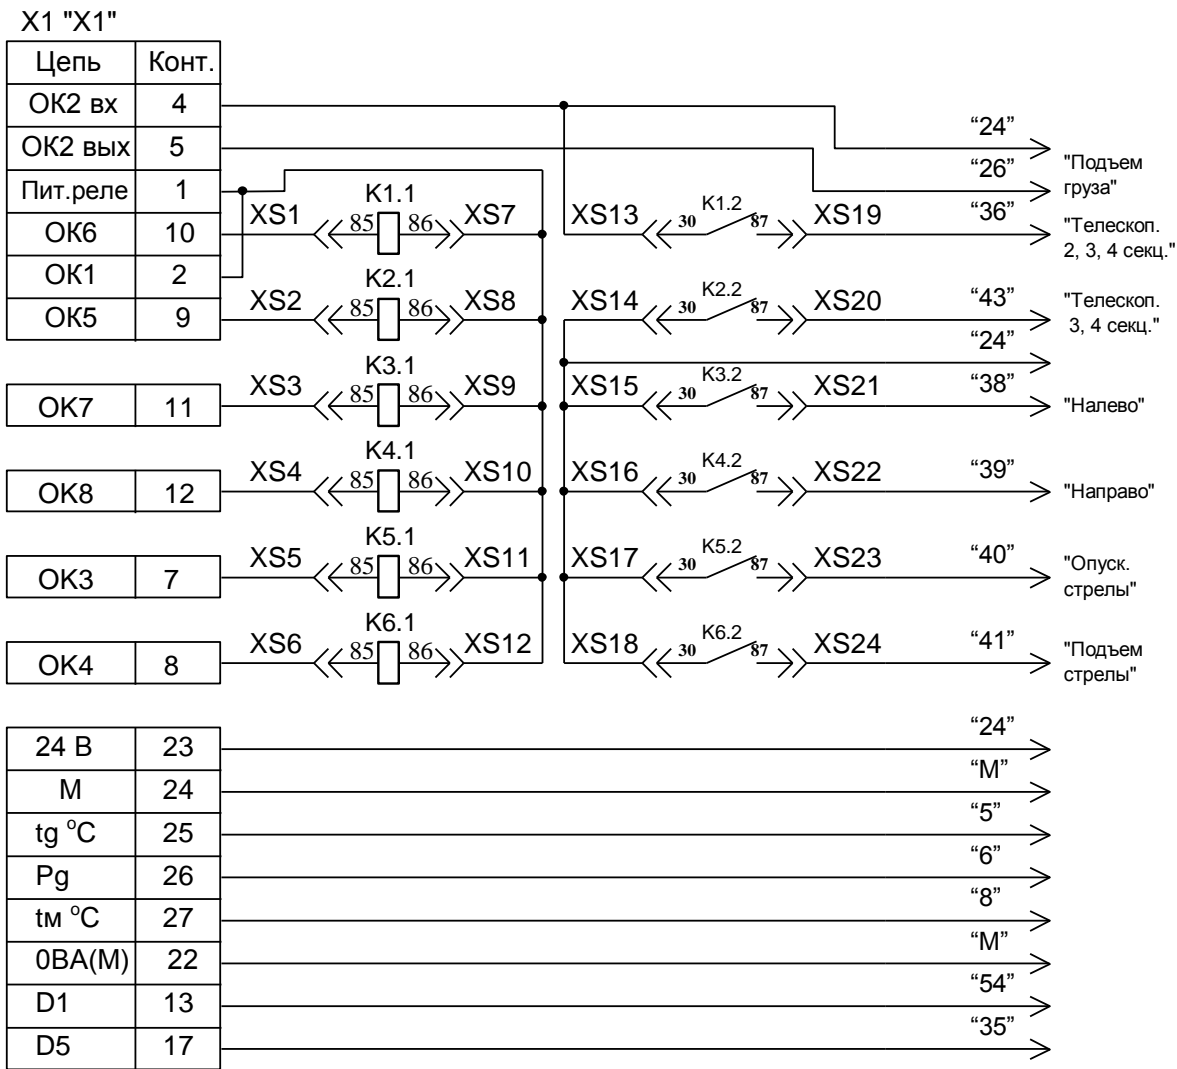 X1 "X1"
Цепь Конт.
ОК2 вх 4
“24”
ОК2 вых 5
"Подъем
груза"
“26”
Пит.реле 1
K1.1
K1.2
“36”
ОК6 10 XS1 85 86 XS7 XS13 30 87 XS19
"Телескоп.
2, 3, 4 секц."
ОК1 2
K2.1
K2.2
ОК5 9 XS2 85 86 XS8 XS14 30 87 XS20 “43”
"Телескоп.
3, 4 секц."
“24”
K3.1
K3.2
OK7 11 XS3 85 86 XS9 XS15 30 87 XS21 “38”
"Налево"
K4.1
K4.2
OK8 12 XS4 85 86 XS10 XS16 30 87 XS22 “39”
"Направо"
K5.1
K5.2
OK3 7 XS5 85 86 XS11 XS17 30 87 XS23 “40”
"Опуск.
стрелы"
K6.1
K6.2
OK4 8 XS6 85 86 XS12 XS18 30 87 XS24 “41”
"Подъем
стрелы"
24 В 23 “24”
М 24 “М”
tg °C 25 “5”
Pg 26 “6”
tм °C 27 “8”
0BA(M) 22 “М”
D1 13 “54”
D5 17 “35”